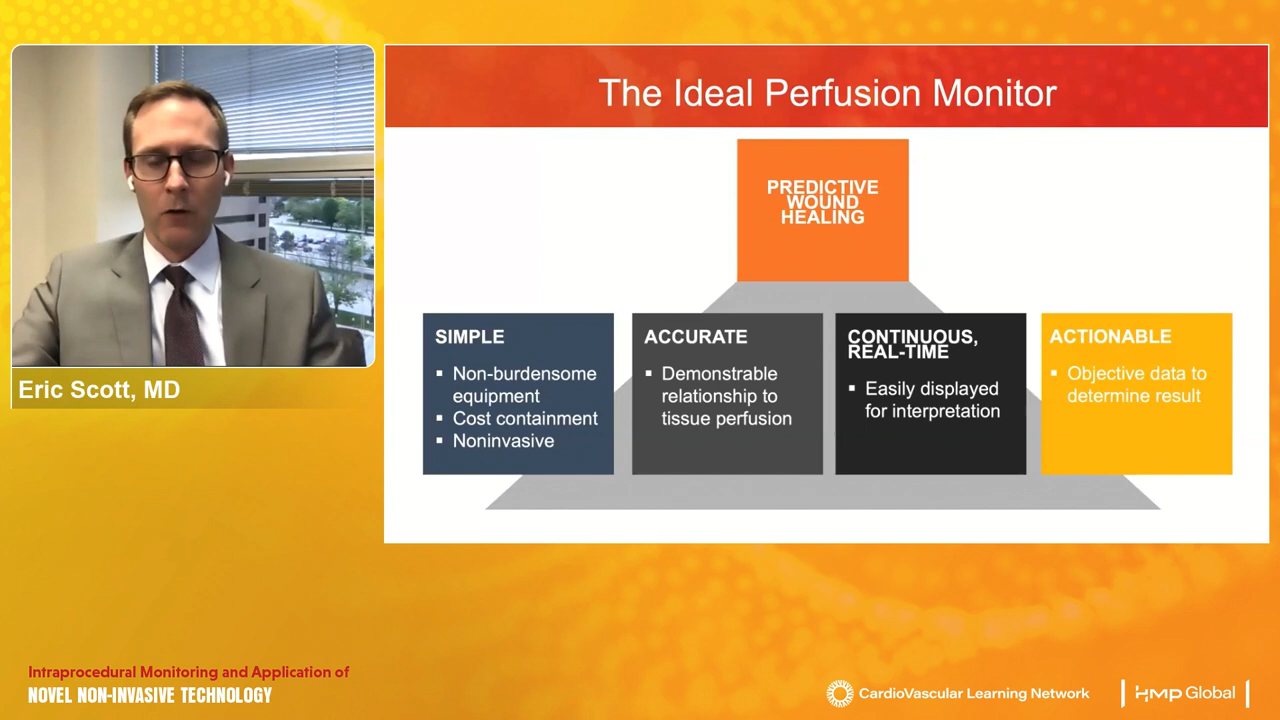 The Ideal Perfusion Monitor
PREDICTIVE
WOUND
HEALING
SIMPLE
▪ Non-burdensome
equipment
▪ Cost containment
▪ Noninvasive
ACCURATE
▪ Demonstrable
relationship to
tissue perfusion
CONTINUOUS,
REAL-TIME
▪ Easily displayed
for interpretation
ACTIONABLE
▪ Objective data to
determine result
Eric Scott, MD
Intraprocedural Monitoring and Application of
NOVEL NON-INVASIVE TECHNOLOGY
CardioVascular Learning Network
HMP Global